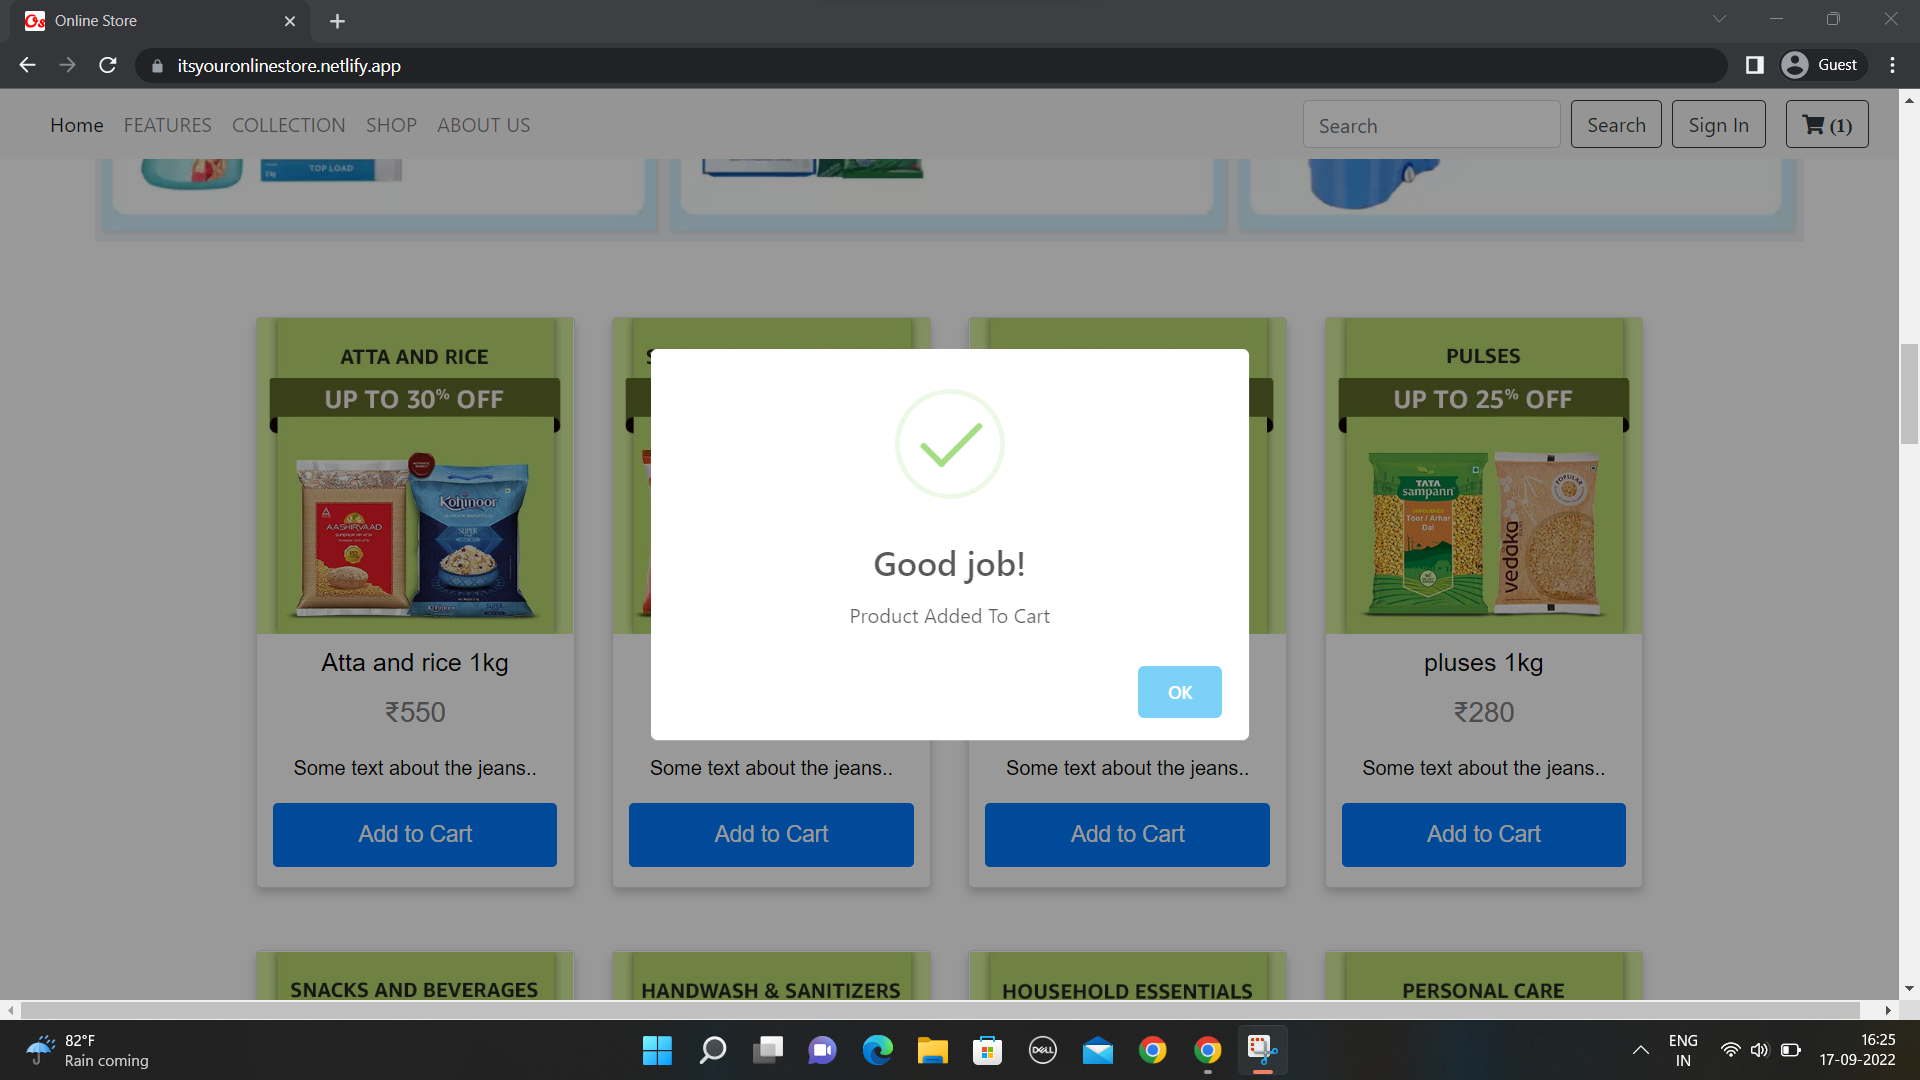 Online Store
itsyouronlinestore.netlify.app
Guest
Home FEATURES COLLECTION SHOP ABOUT US
Search
Search
Sign In
(1)
TOP LOAD
ATTA AND RICE
UP TO 30% OFF
AASHIRVAAD
Kohinoor
SUPER
Atta and rice 1kg
₹550
Some text about the jeans..
Add to Cart
S
Good job!
Product Added To Cart
OK
Some text about the jeans..
Add to Cart
Some text about the jeans..
Add to Cart
PULSES
UP TO 25% OFF
TATA
sampann
Toor / Arhar
Dal
POPULAR
vedaka
pluses 1kg
₹280
Some text about the jeans..
Add to Cart
SNACKS AND BEVERAGES
HANDWASH & SANITIZERS
HOUSEHOLD ESSENTIALS
PERSONAL CARE
82°F
Rain coming
DELL
ENG
IN
16:25
17-09-2022